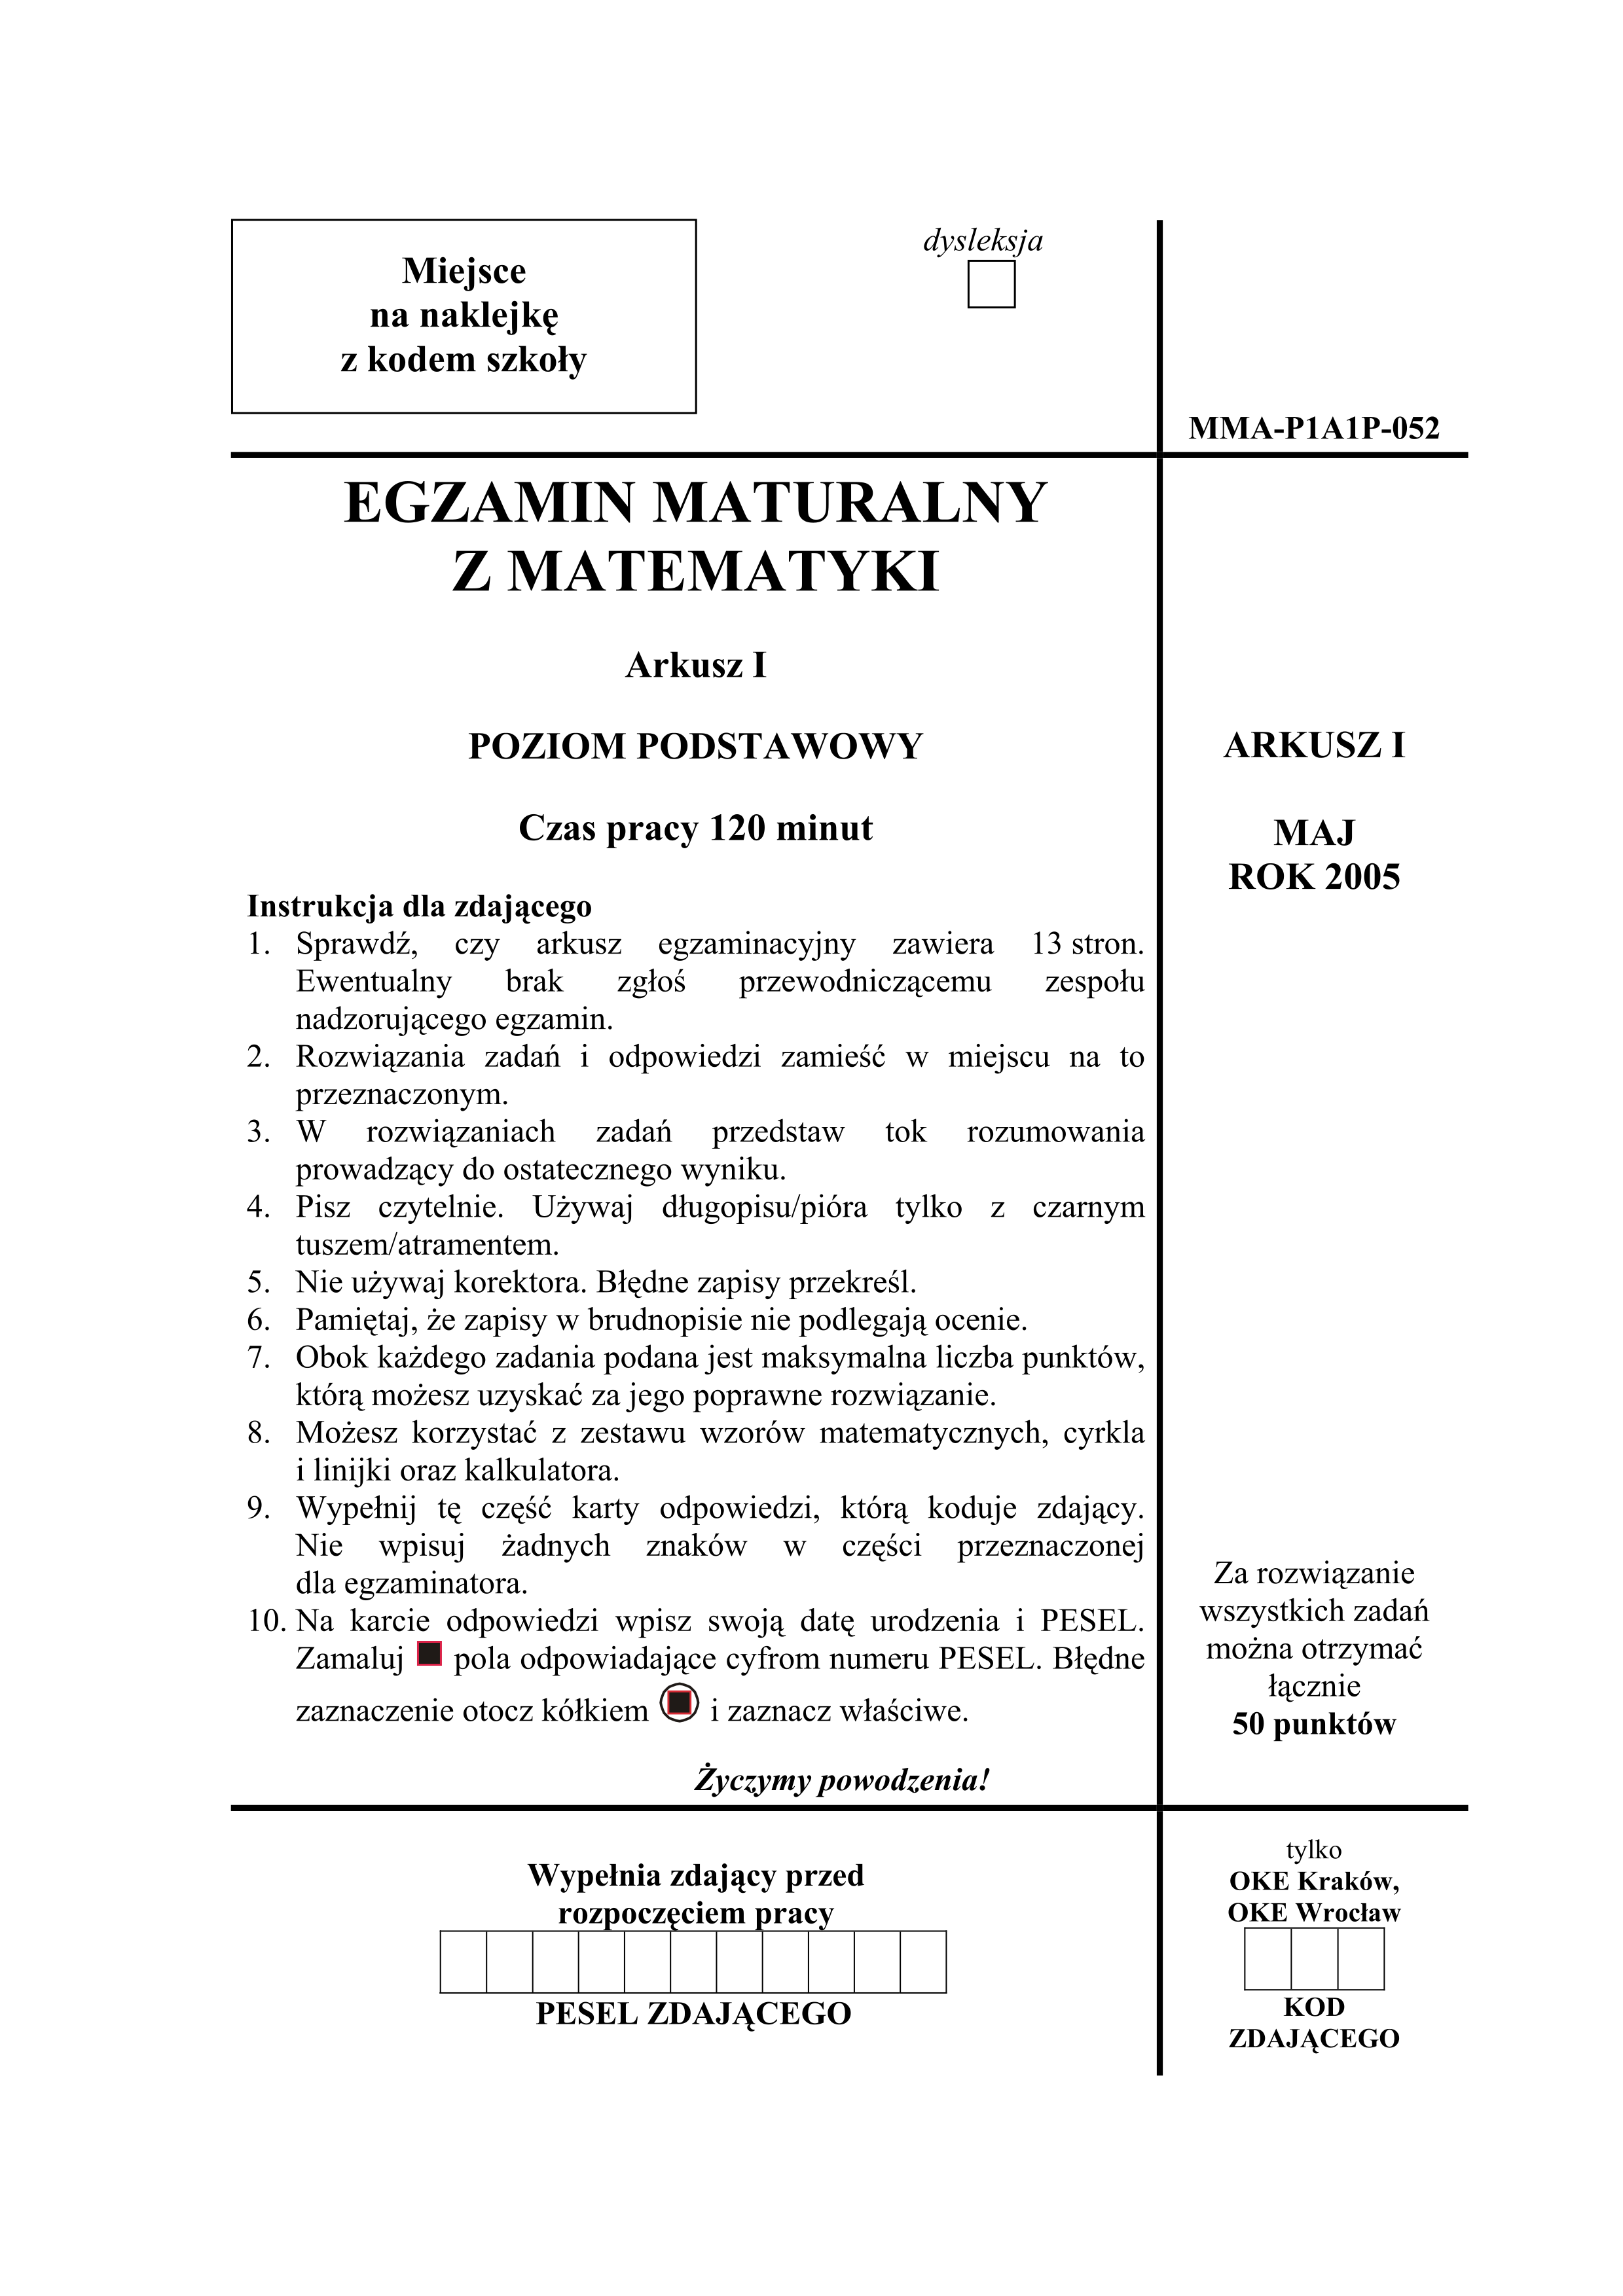 Miejsce
na naklejkę
z kodem szkoły
dysleksja
MMA-P1A1P-052
EGZAMIN MATURALNY
Z MATEMATYKI
Arkusz I
POZIOM PODSTAWOWY
Czas pracy 120 minut
Instrukcja dla zdającego
1. Sprawdź, czy arkusz egzaminacyjny zawiera 13 stron.
Ewentualny brak zgłoś przewodniczącemu zespołu
nadzorującego egzamin.
2. Rozwiązania zadań i odpowiedzi zamieść w miejscu na to
przeznaczonym.
3. W rozwiązaniach zadań przedstaw tok rozumowania
prowadzący do ostatecznego wyniku.
4. Pisz czytelnie. Używaj długopisu/pióra tylko z czarnym
tuszem/atramentem.
5. Nie używaj korektora. Błędne zapisy przekreśl.
6. Pamiętaj, że zapisy w brudnopisie nie podlegają ocenie.
7. Obok każdego zadania podana jest maksymalna liczba punktów,
którą możesz uzyskać za jego poprawne rozwiązanie.
8. Możesz korzystać z zestawu wzorów matematycznych, cyrkla
i linijki oraz kalkulatora.
9. Wypełnij tę część karty odpowiedzi, którą koduje zdający.
Nie wpisuj żadnych znaków w części przeznaczonej
dla egzaminatora.
10. Na karcie odpowiedzi wpisz swoją datę urodzenia i PESEL.
Zamaluj pola odpowiadające cyfrom numeru PESEL. Błędne
zaznaczenie otocz kółkiem i zaznacz właściwe.
Życzymy powodzenia!
ARKUSZ I
MAJ
ROK 2005
Za rozwiązanie
wszystkich zadań
można otrzymać
łącznie
50 punktów
Wypełnia zdający przed
rozpoczęciem pracy
PESEL ZDAJĄCEGO
tylko
OKE Kraków,
OKE Wrocław
KOD
ZDAJĄCEGO